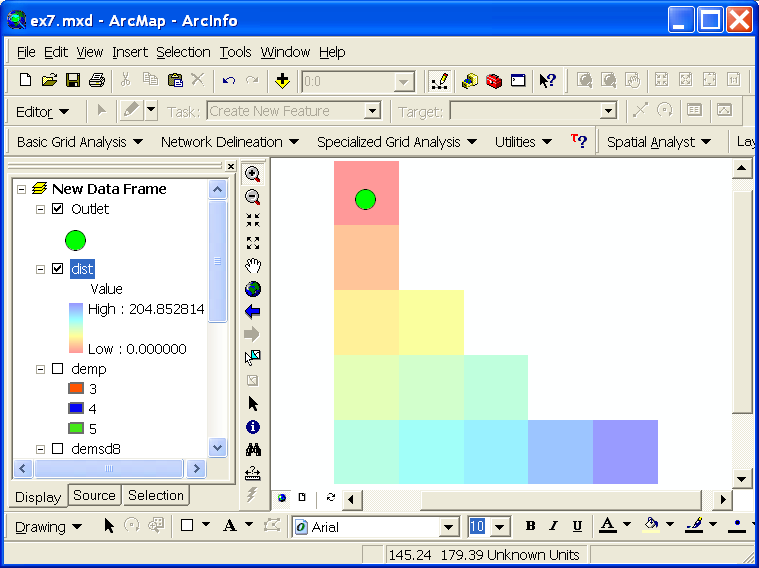 ex7.mxd - ArcMap - ArcInfo
File Edit View Insert Selection Tools Window Help
0:0
1:1
Editor Task: Create New Feature Target:
Basic Grid Analysis Network Delineation Specialized Grid Analysis Utilities T? Spatial Analyst Lay
New Data Frame
Outlet
dist
Value
High : 204.852814
Low : 0.000000
demp
3
4
5
demsd8
Display Source Selection
Drawing A Arial 10 B I U A
145.24 179.39 Unknown Units